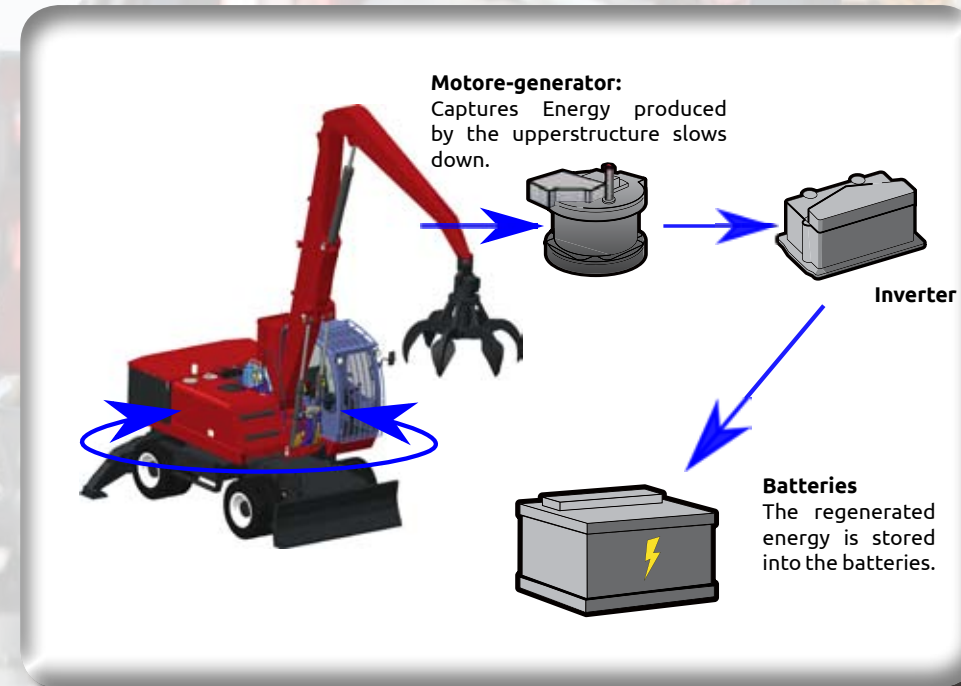 Motore-generator:
Captures Energy produced
by the upperstructure slows
down.
Inverter
Batteries
The regenerated
energy is stored
into the batteries.